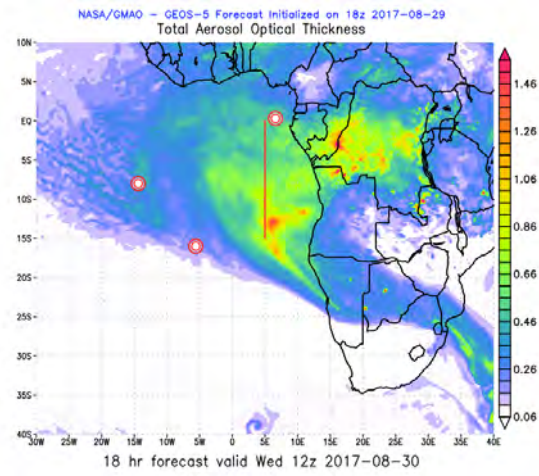 NASA/GMAO - GEOS-5 Forecast Initialized on 18z 2017-08-29
Total Aerosol Optical Thickness
10N
5N
EQ
5S
10S
15S
20S
25S
30S
35S
40S
30W 25W 20W 15W 10W 5W 0 5E 10E 15E 20E 25E 30E 35E 40E
1.46
1.26
1.06
0.86
0.66
0.46
0.26
0.06
18 hr forecast valid Wed 12z 2017-08-30